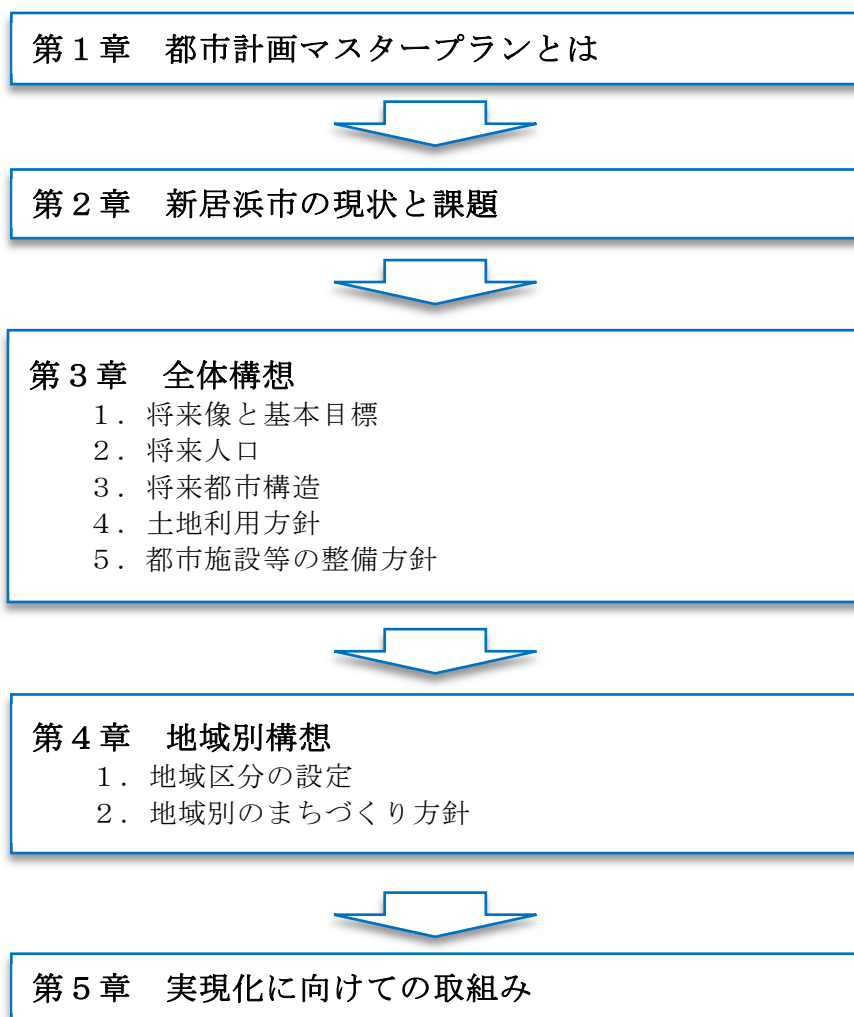 第１章　都市計画マスタープランとは
第２章　新居浜市の現状と課題
第３章　全体構想
１．将来像と基本目標
２．将来人口
３．将来都市構造
４．土地利用方針
５．都市施設等の整備方針
第４章　地域別構想
１．地域区分の設定
２．地域別のまちづくり方針
第５章　実現化に向けての取組み